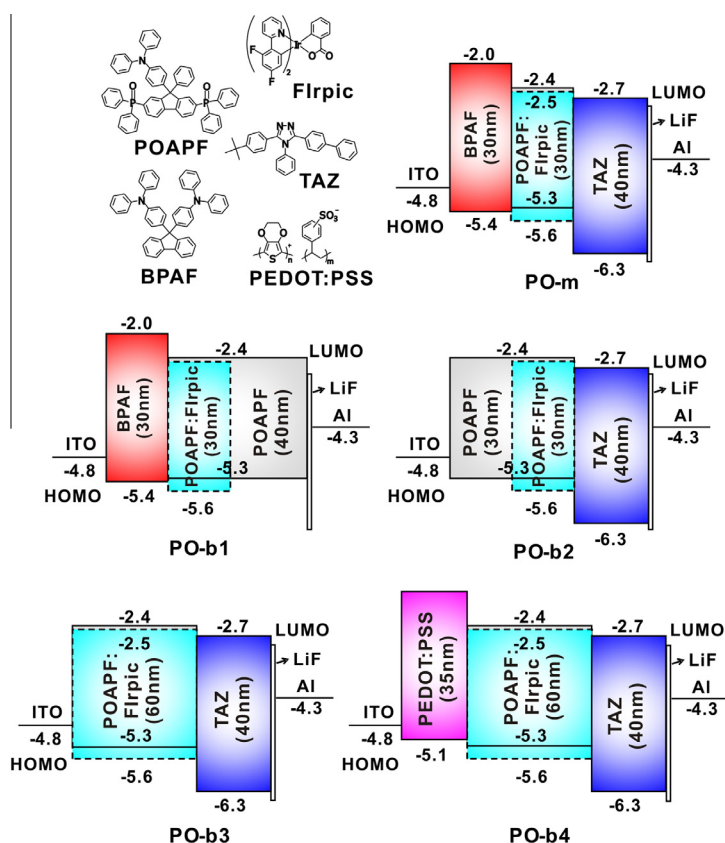 N
N
Ir
F
2
O
O
F
FIrpic
N
O
P
O
P
POAPF
N-N
N
TAZ
N
N
BPAF
O
O
S
n
+
SO₃⁻
m
PEDOT:PSS
-2.0
-2.4
-2.5
-2.7
LUMO
LiF
Al
-4.3
BPAF
(30nm)
POAPF:
FIrpic
(30nm)
TAZ
(40nm)
ITO
-4.8
HOMO
-5.3
-5.4
-5.6
-6.3
PO-m
-2.0
-2.4
LUMO
LiF
Al
-4.3
BPAF
(30nm)
POAPF:FIrpic
(30nm)
POAPF
(40nm)
ITO
-4.8
HOMO
-5.3
-5.4
-5.6
PO-b1
-2.4
-2.7
LUMO
LiF
Al
-4.3
POAPF
(30nm)
POAPF:FIrpic
(30nm)
TAZ
(40nm)
ITO
-4.8
HOMO
-5.3
-5.6
-6.3
PO-b2
-2.4
-2.5
-2.7
LUMO
LiF
Al
-4.3
POAPF:
FIrpic
(60nm)
TAZ
(40nm)
ITO
-4.8
HOMO
-5.3
-5.6
-6.3
PO-b3
-2.4
-2.5
-2.7
LUMO
LiF
Al
-4.3
PEDOT:PSS
(35nm)
POAPF:
FIrpic
(60nm)
TAZ
(40nm)
ITO
-4.8
HOMO
-5.1
-5.3
-5.6
-6.3
PO-b4